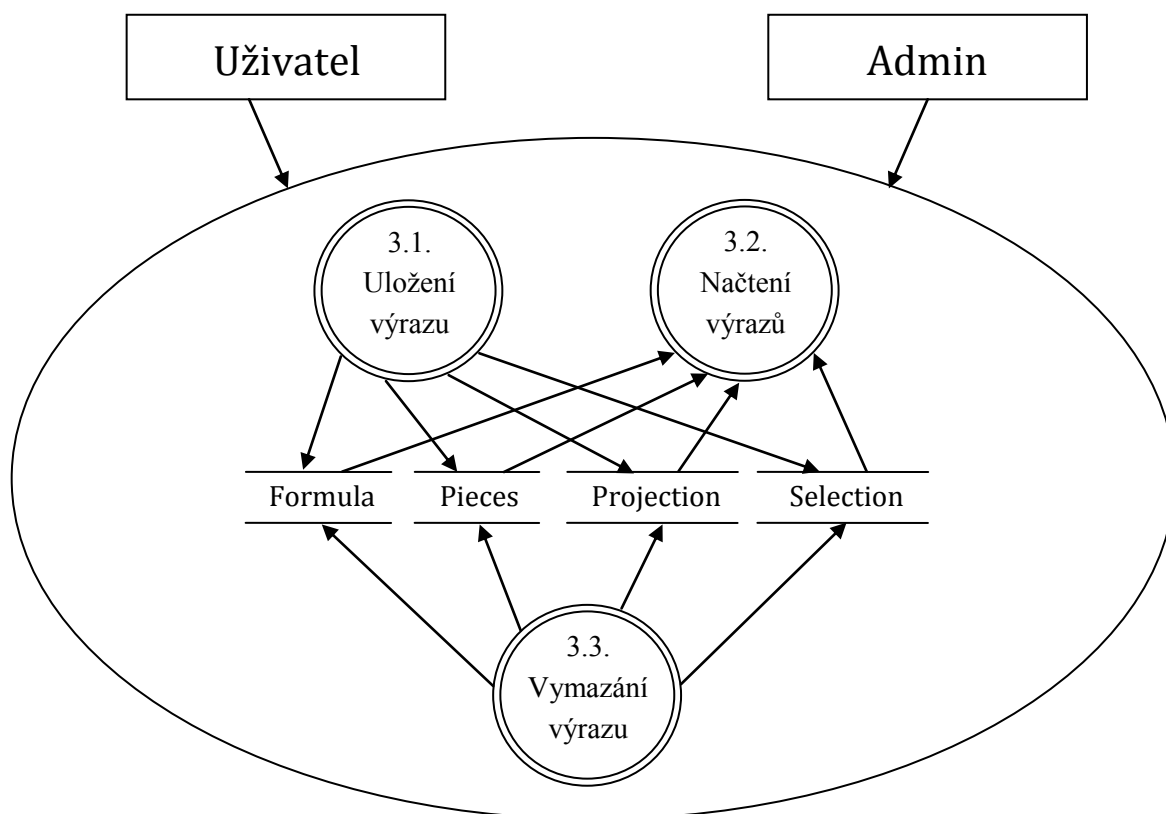 Uživatel
Admin
3.1.
Uložení
výrazu
3.2.
Načtení
výrazů
Formula
Pieces
Projection
Selection
3.3.
Vymazání
výrazu